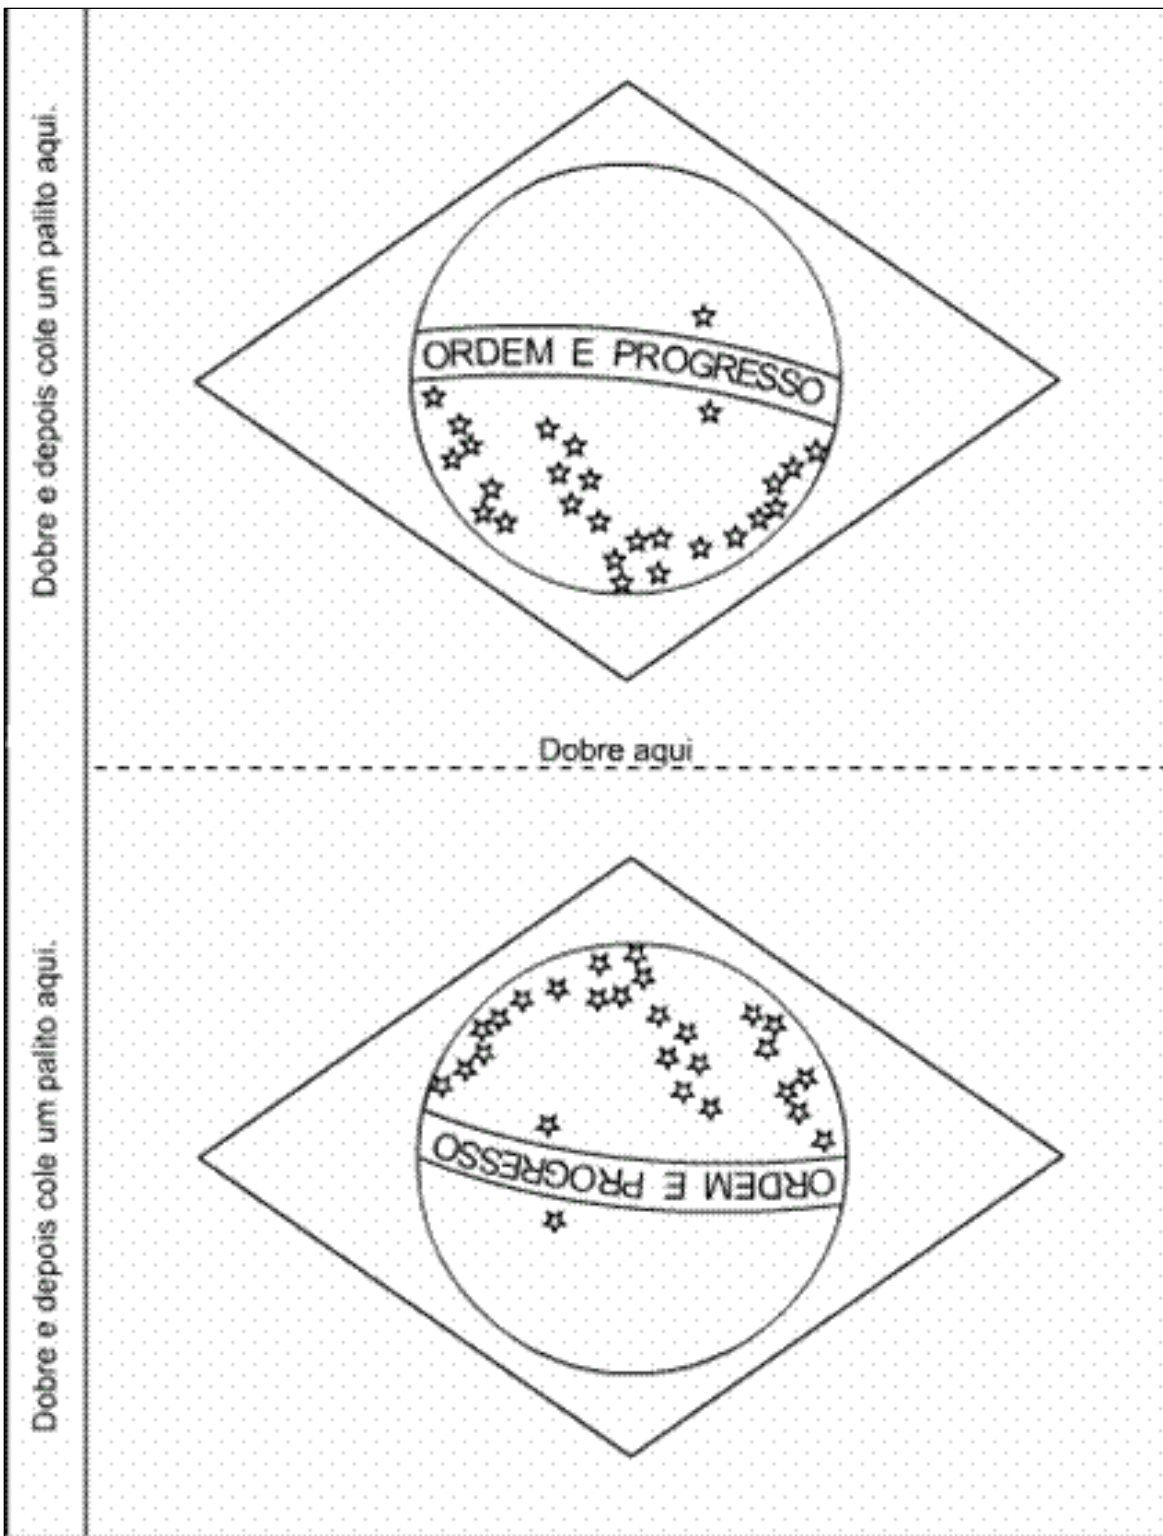 Dobre e depois cole um palito aqui.
ORDEM E PROGRESSO
Dobre aqui
Dobre e depois cole um palito aqui.
ORDEM E PROGRESSO